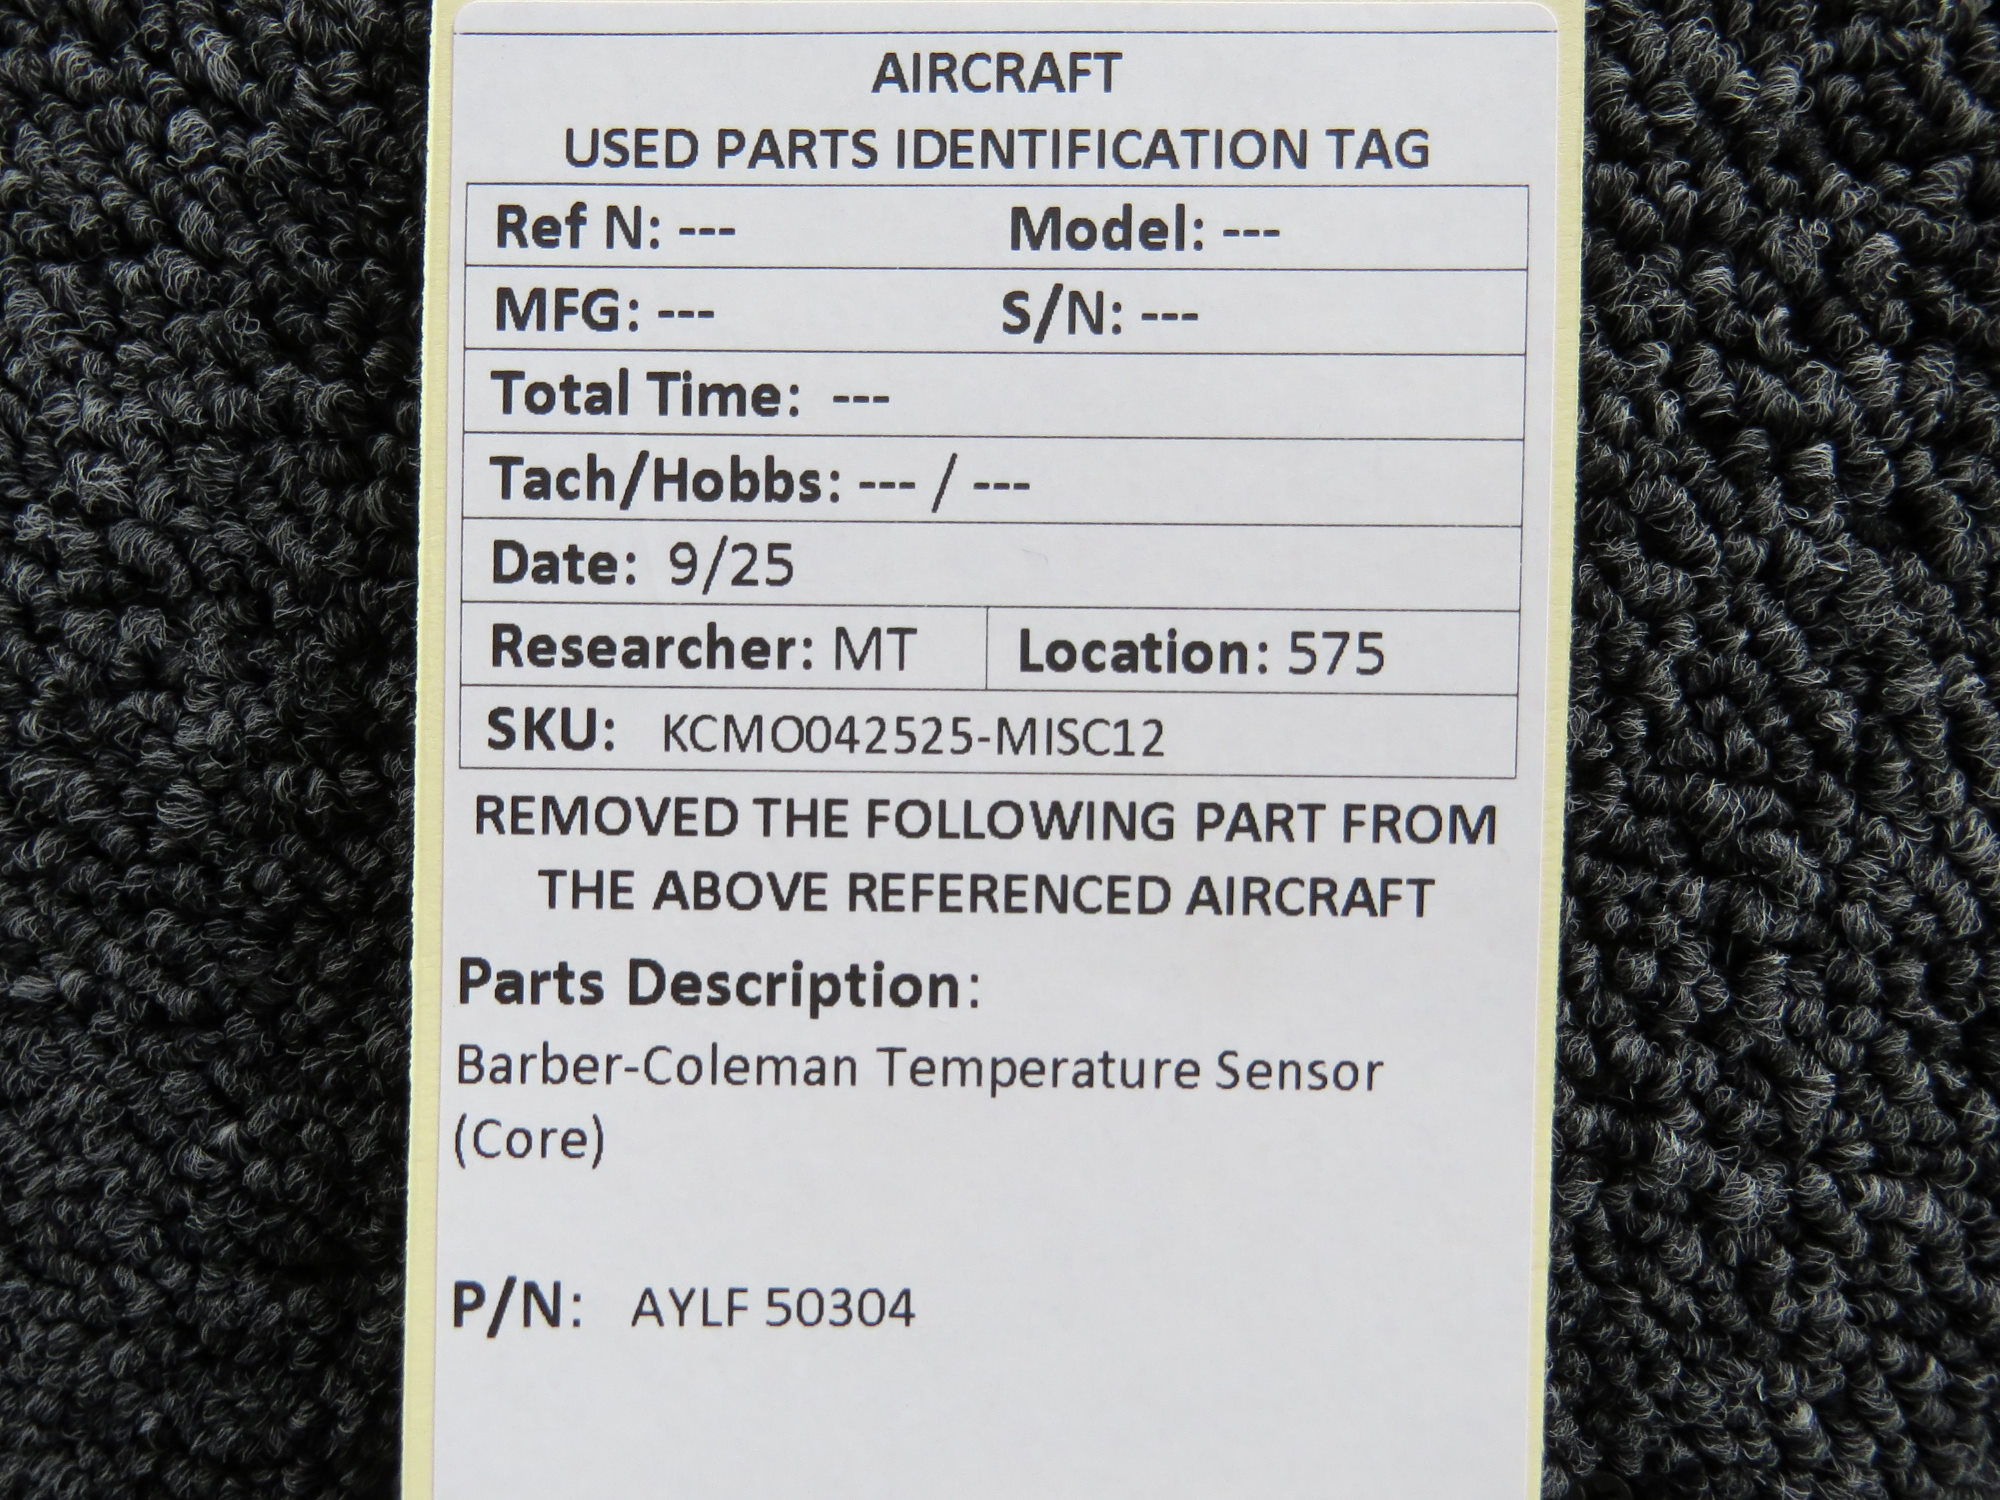 AIRCRAFT
USED PARTS IDENTIFICATION TAG
Ref N: --- Model: ---
MFG: --- S/N: ---
Total Time: ---
Tach/Hobbs: --- / ---
Date: 9/25
Researcher: MT Location: 575
SKU: KCMO042525-MISC12
REMOVED THE FOLLOWING PART FROM
THE ABOVE REFERENCED AIRCRAFT
Parts Description:
Barber-Coleman Temperature Sensor
(Core)
P/N: AYLF 50304